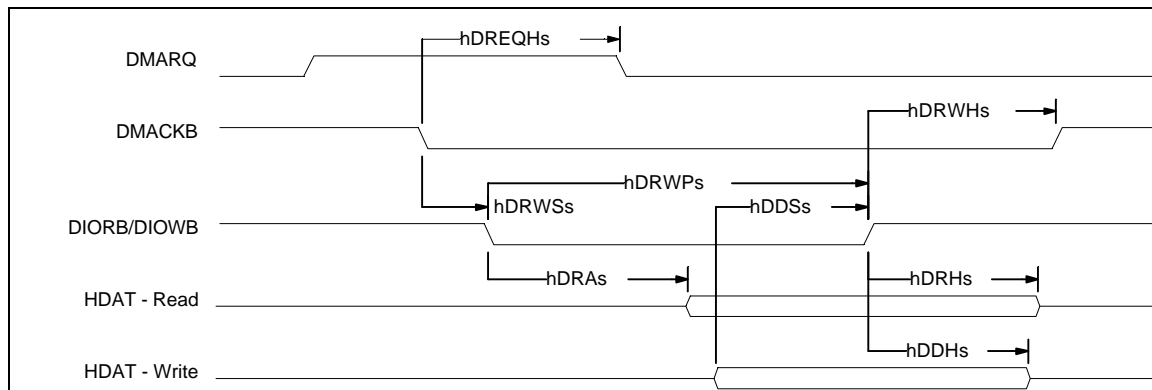 hDREQHs
DMARQ
hDRWHs
DMACKB
hDRWPs
hDRWSs
hDDSs
DIORB/DIOWB
hDRAs
hDRHs
HDAT - Read
hDDHs
HDAT - Write